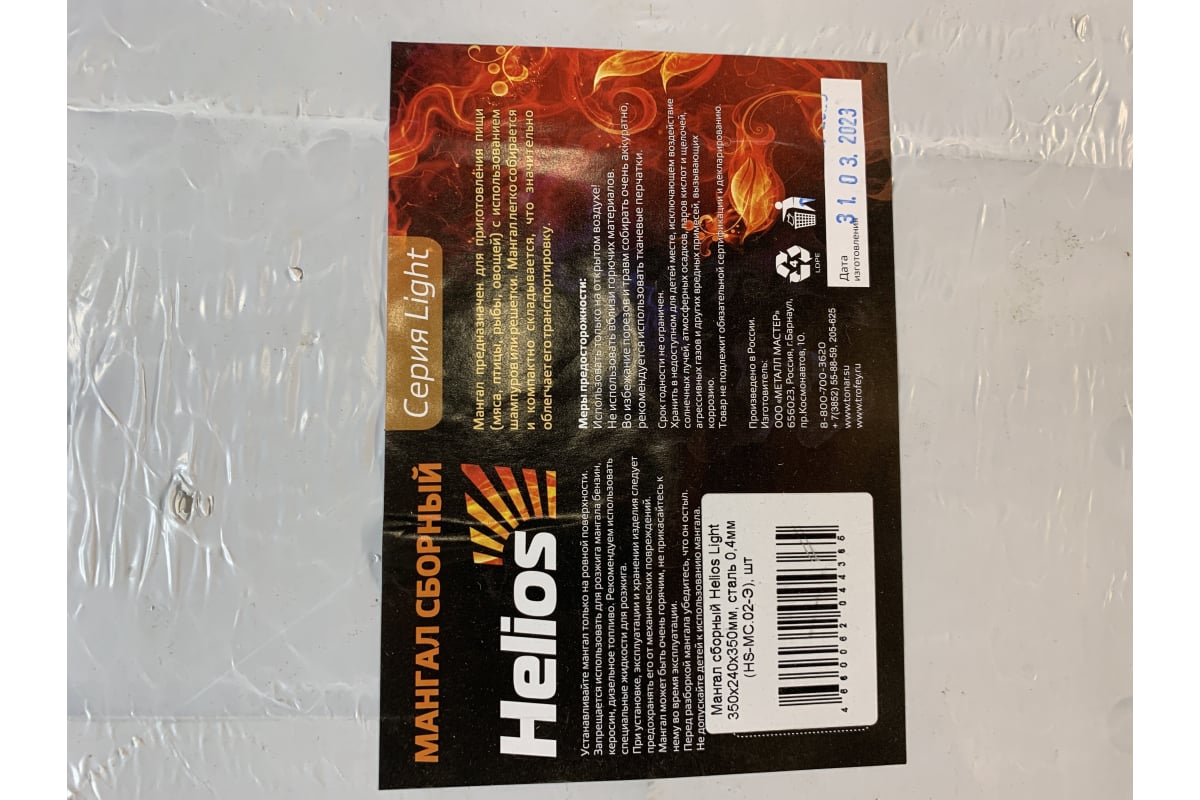 МАНГАЛ СБОРНЫЙ
Helios
Серия Light
Мангал предназначен для приготовления пищи
(мяса, птицы, рыбы, овощей) с использованием
шампуров или решетки. Мангал легко собирается
и компактно складывается, что значительно
облегчает его транспортировку.
Меры предосторожности:
Использовать только на открытом воздухе!
Не использовать вблизи горючих материалов.
Во избежание порезов и травм собирать очень аккуратно,
рекомендуется использовать тканевые перчатки.
Срок годности не ограничен.
Хранить в недоступном для детей месте, исключающем воздействие
солнечных лучей, атмосферных осадков, паров кислот и щелочей,
агрессивных газов и других вредных примесей, вызывающих
коррозию.
Товар не подлежит обязательной сертификации и декларированию.
Произведено в России.
Изготовитель:
ООО «МЕТАЛЛ МАСТЕР»
656023, Россия, г.Барнаул,
пр.Космонавтов,10.
8-800-700-3620
+ 7(3852) 55-88-59, 205-625
www.tonar.su
www.trofey.ru
LDPE
Дата
изготовления
31. 03. 2023
Устанавливайте мангал только на ровной поверхности.
Запрещается использовать для розжига мангала бензин,
керосин, дизельное топливо. Рекомендуем использовать
специальные жидкости для розжига.
При установке, эксплуатации и хранении изделия следует
предохранять его от механических повреждений.
Мангал может быть очень горячим, не прикасайтесь к
нему во время эксплуатации.
Перед разборкой мангала убедитесь, что он остыл.
Не допускайте детей к использованию мангала.
Мангал сборный Helios Light
350х240х350мм, сталь 0,4мм
(HS-МС.02-Э), шт
4 660062 044366